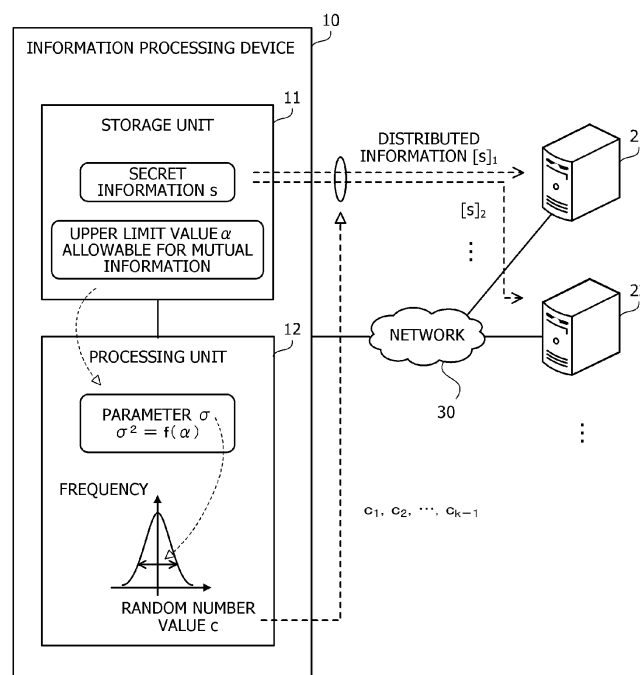 10
INFORMATION PROCESSING DEVICE
11
STORAGE UNIT
SECRET
INFORMATION s
UPPER LIMIT VALUE α
ALLOWABLE FOR MUTUAL
INFORMATION
DISTRIBUTED
INFORMATION [s]1
[s]2
⋮
2
2
NETWORK
30
⋮
12
PROCESSING UNIT
PARAMETER σ
σ² = f(α)
FREQUENCY
RANDOM NUMBER
VALUE c
c1, c2, ⋯, ck−1